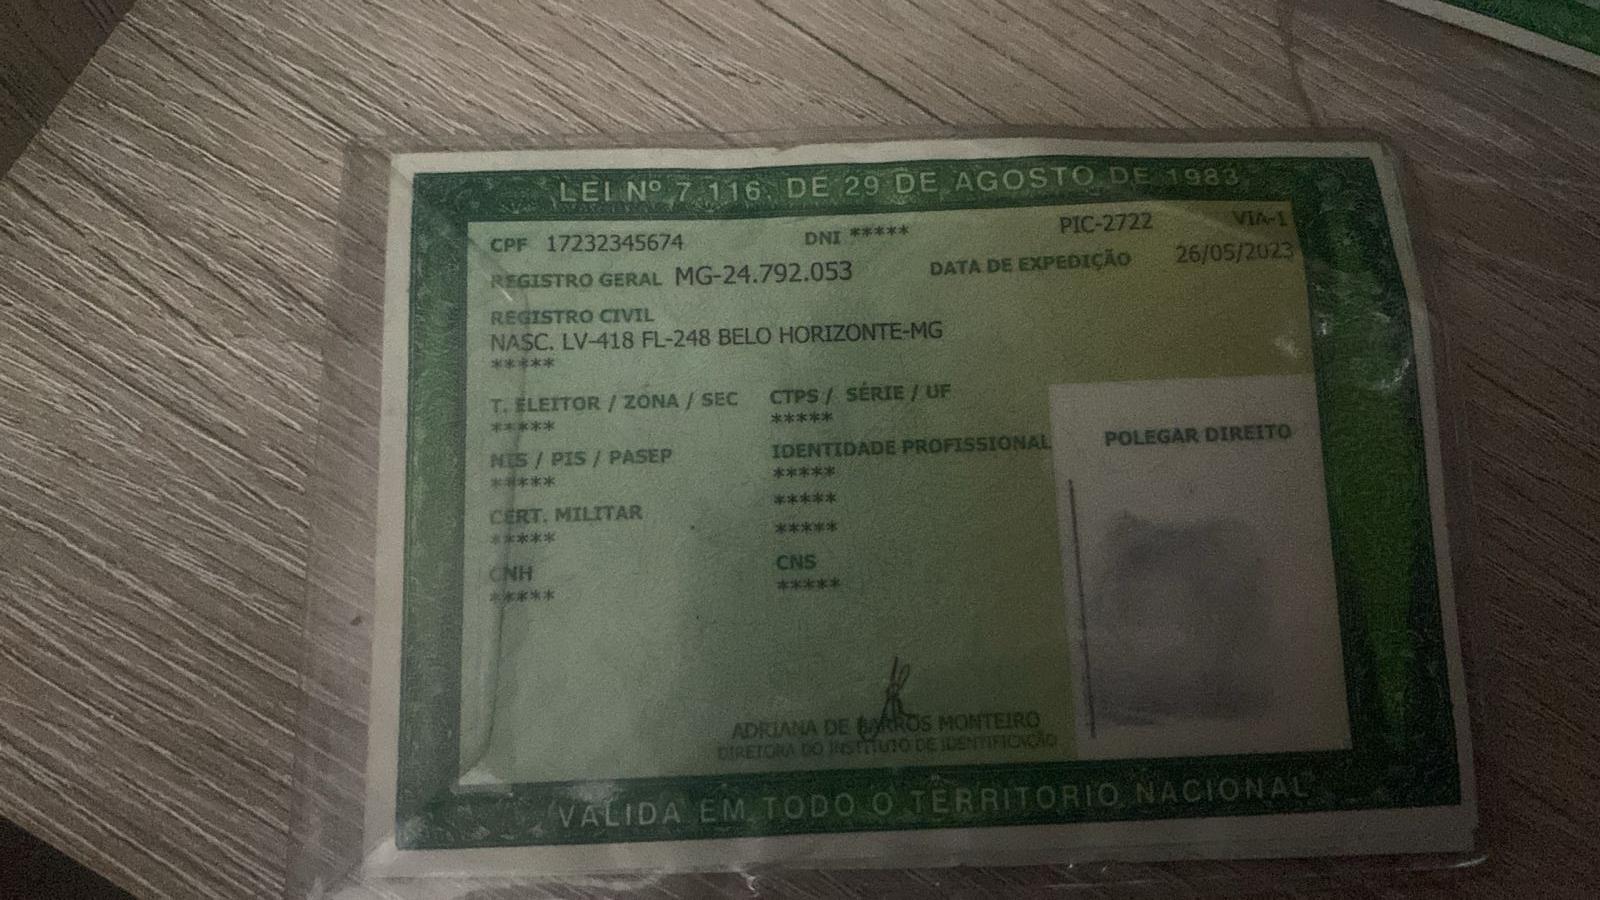 LEI Nº 7.116, DE 29 DE AGOSTO DE 1983
CPF 17232345674 DNI ***** PIC-2722 VIA-1
REGISTRO GERAL MG-24.792.053 DATA DE EXPEDIÇÃO 26/05/2023
REGISTRO CIVIL
NASC. LV-418 FL-248 BELO HORIZONTE-MG
*****
T. ELEITOR / ZONA / SEC CTPS / SÉRIE / UF
***** *****
NIS / PIS / PASEP IDENTIDADE PROFISSIONAL POLEGAR DIREITO
***** *****
*****
CERT. MILITAR
***** *****
CNH CNS
***** *****
ADRIANA DE BARROS MONTEIRO
DIRETORA DO INSTITUTO DE IDENTIFICAÇÃO
VÁLIDA EM TODO O TERRITÓRIO NACIONAL